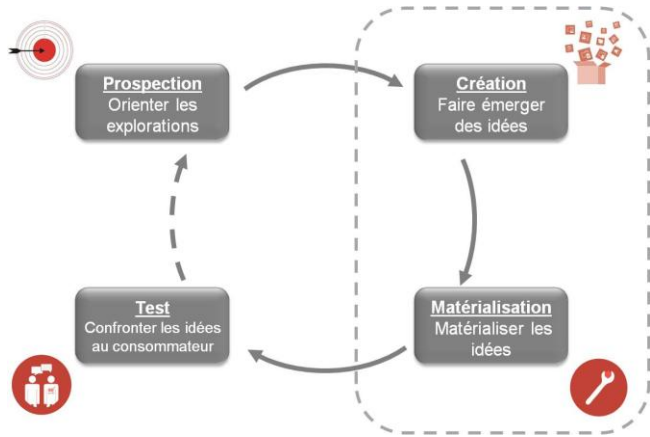 Prospection
Orienter les
explorations
Création
Faire émerger
des idées
Test
Confronter les idées
au consommateur
Matérialisation
Matérialiser les
idées